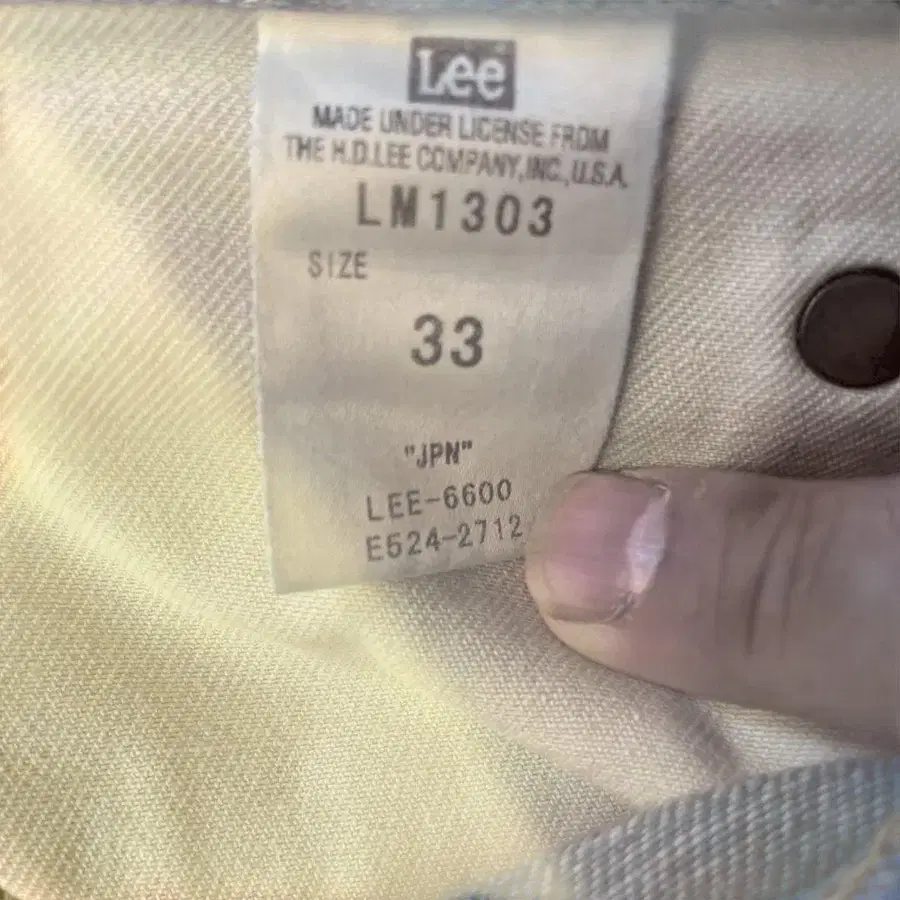 Lee
MADE UNDER LICENSE FROM
THE H.D.LEE COMPANY, INC., U.S.A.
LM1303
SIZE
33
"JPN"
LEE-6600
E524-2712